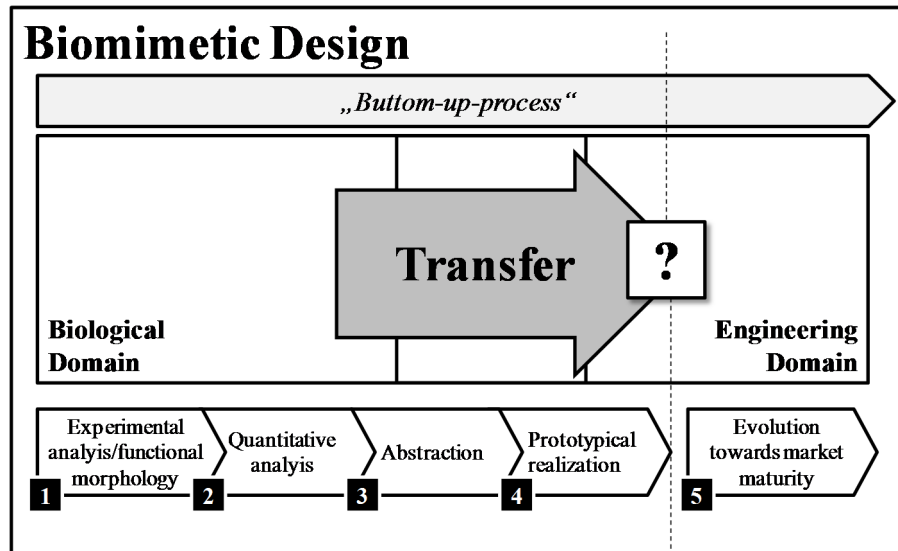 Biomimetic Design
„Buttom-up-process“
Transfer
?
Biological
Domain
Engineering
Domain
Experimental
analyis/functional
morphology
1
Quantitative
analyis
2
Abstraction
3
Prototypical
realization
4
Evolution
towards market
maturity
5